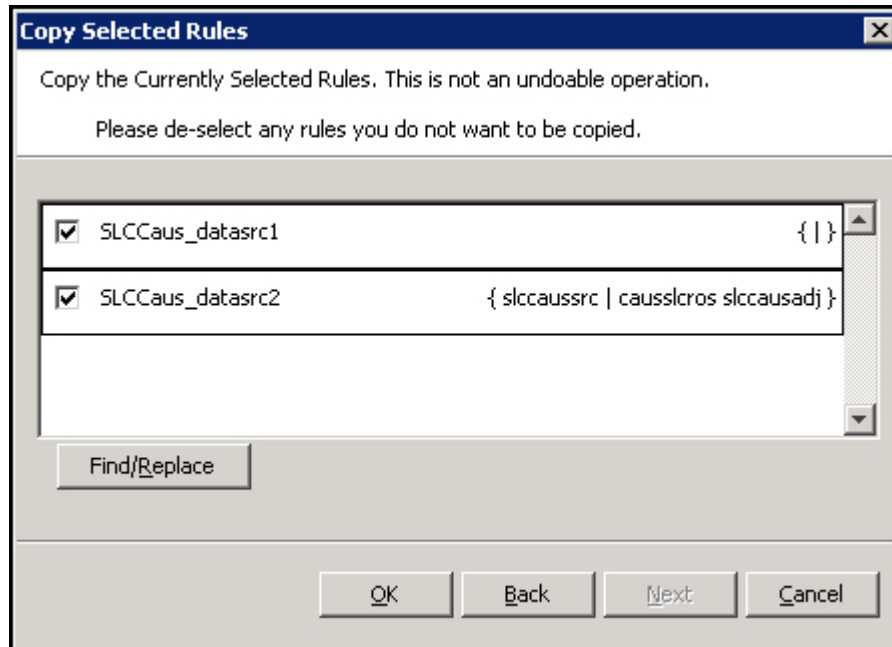 Copy Selected Rules
Copy the Currently Selected Rules. This is not an undoable operation.
Please de-select any rules you do not want to be copied.
SLCCaus_datasrc1 { | }
SLCCaus_datasrc2 { slccaussrc | causslcros slccausadj }
Find/Replace
OK Back Next Cancel